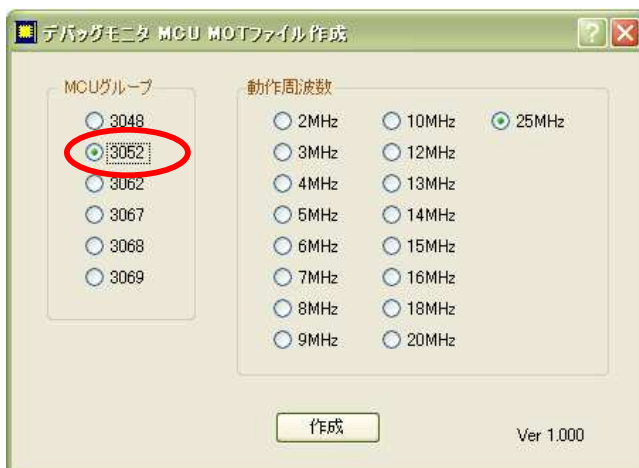 デバッグモニタ MCU MOTファイル作成
MCUグループ
3048
3052
3062
3067
3068
3069
動作周波数
2MHz
3MHz
4MHz
5MHz
6MHz
7MHz
8MHz
9MHz
10MHz
12MHz
13MHz
14MHz
15MHz
16MHz
18MHz
20MHz
25MHz
作成
Ver 1.000